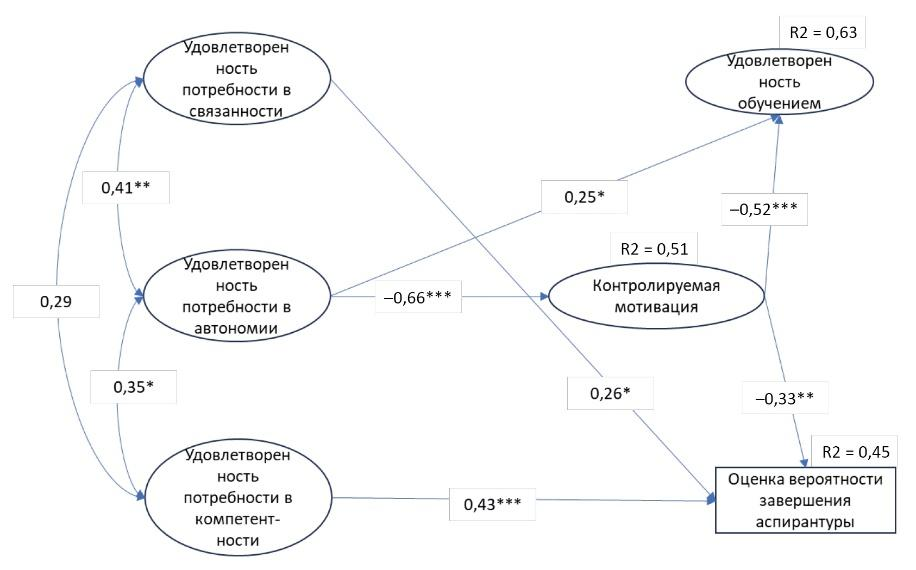 R2 = 0,63
Удовлетворен
ность
потребности в
связанности
Удовлетворен
ность
обучением
0,41**
0,25*
–0,52***
R2 = 0,51
Удовлетворен
ность
потребности в
автономии
0,29
–0,66***
Контролируемая
мотивация
0,35*
0,26*
–0,33**
R2 = 0,45
Удовлетворен
ность
потребности в
компетент-
ности
0,43***
Оценка вероятности
завершения
аспирантуры